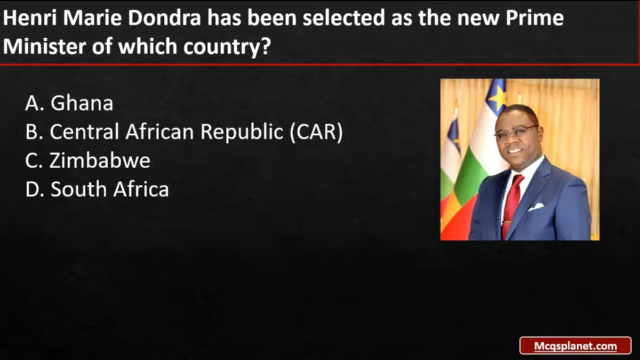 Henri Marie Dondra has been selected as the new Prime
Minister of which country?
A. Ghana
B. Central African Republic (CAR)
C. Zimbabwe
D. South Africa
Mcqsplanet.com